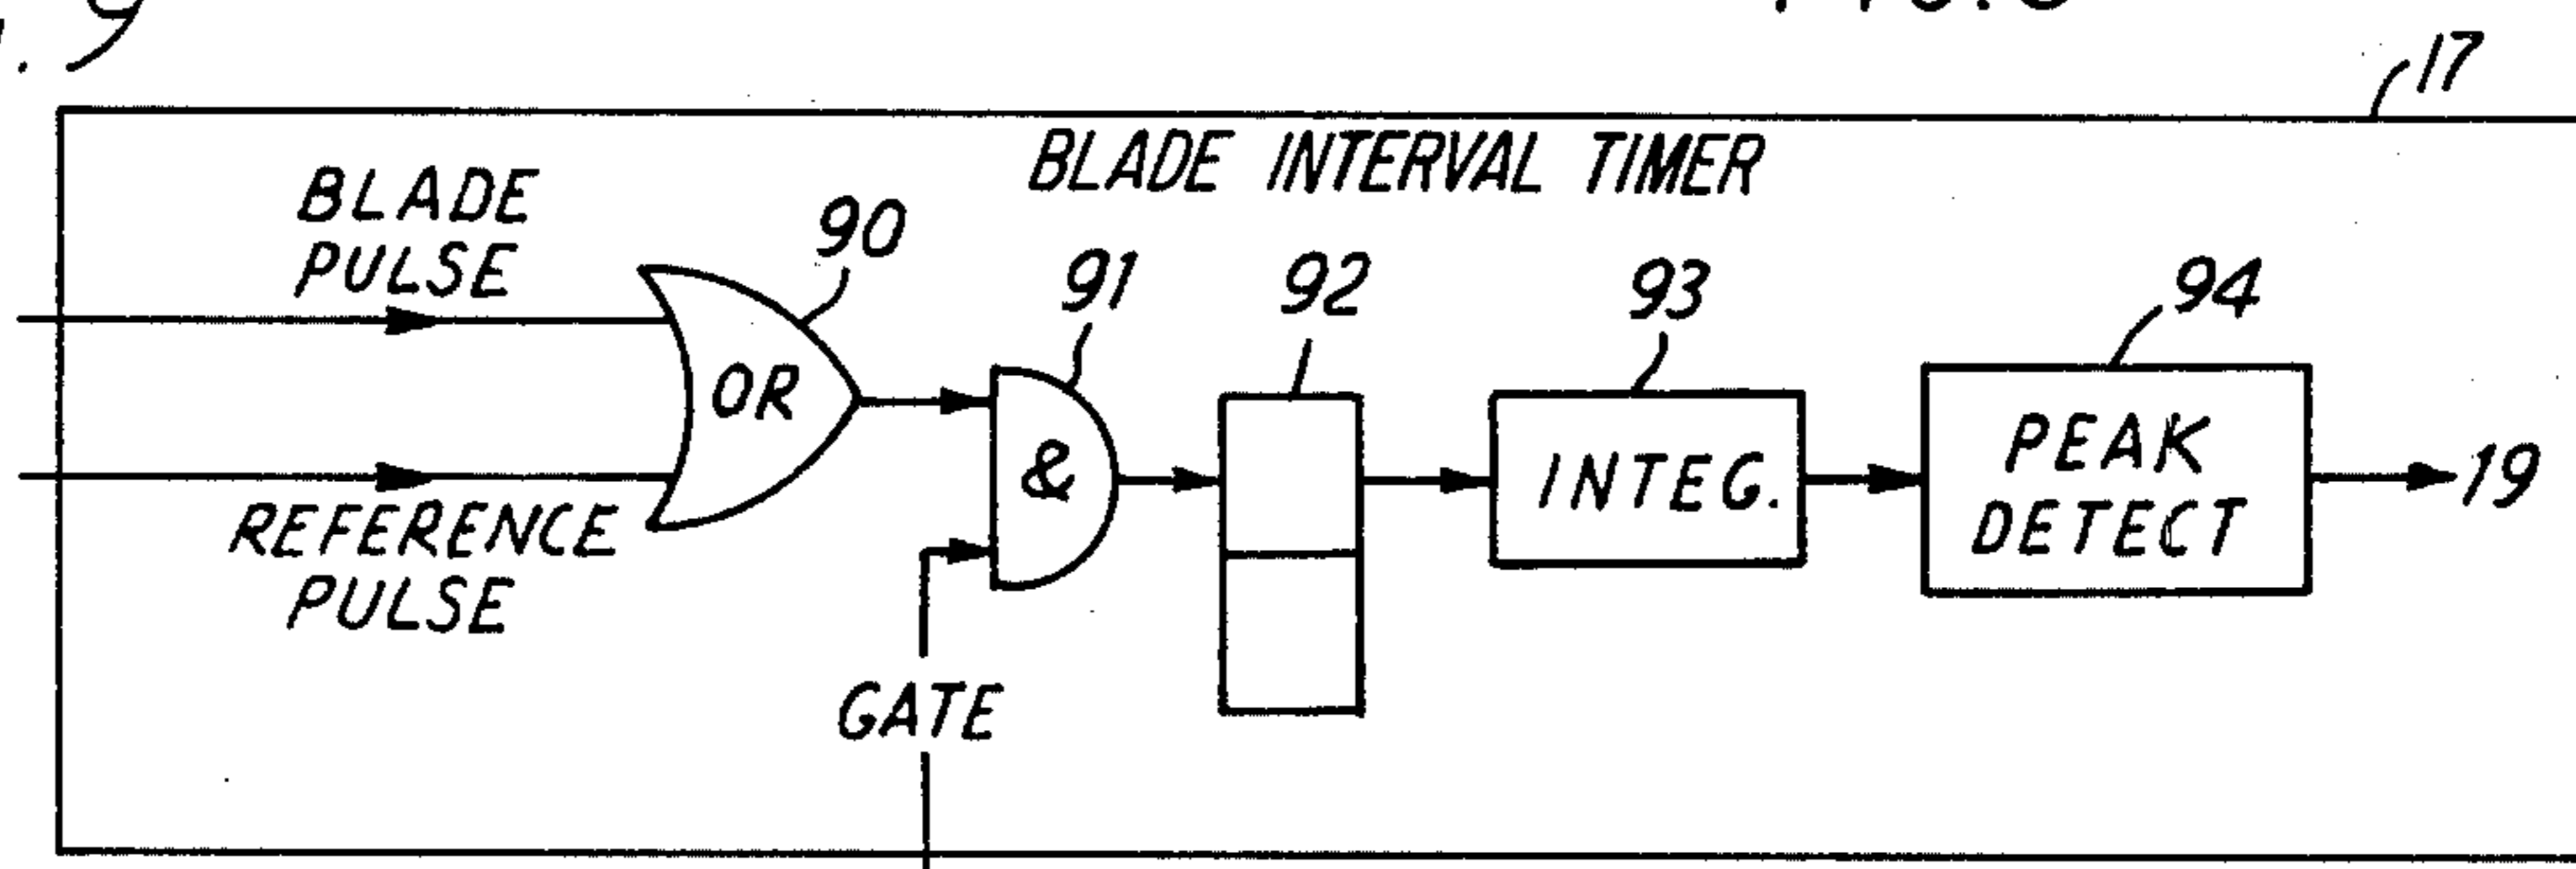 . 9
17
BLADE INTERVAL TIMER
BLADE
PULSE
90
91
92
93
94
OR
&
INTEG.
PEAK
DETECT
19
REFERENCE
PULSE
GATE